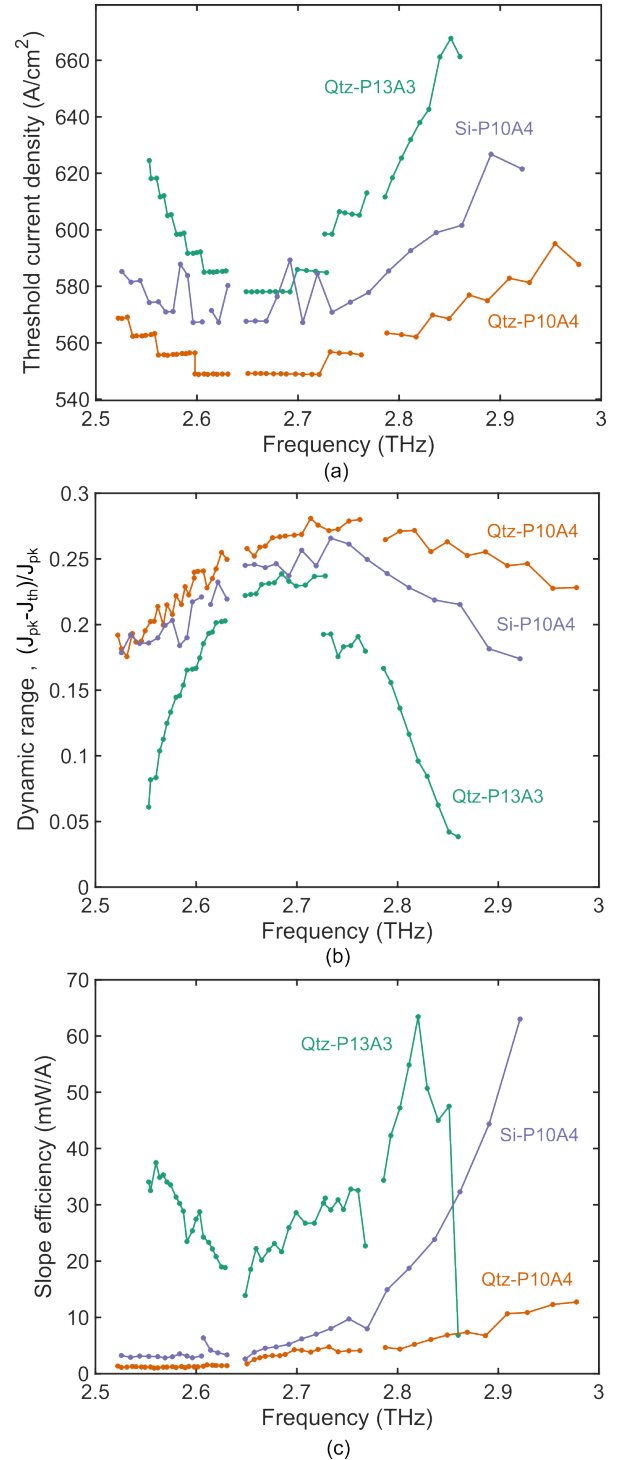 660
640
620
600
580
560
540
Threshold current density (A/cm²)
Qtz-P13A3
Si-P10A4
Qtz-P10A4
2.5 2.6 2.7 2.8 2.9 3
Frequency (THz)
(a)
0.3
0.25
0.2
0.15
0.1
0.05
0
Dynamic range , (Jpk-Jth)/Jpk
Qtz-P10A4
Si-P10A4
Qtz-P13A3
2.5 2.6 2.7 2.8 2.9 3
Frequency (THz)
(b)
70
60
50
40
30
20
10
0
Slope efficiency (mW/A)
Qtz-P13A3
Si-P10A4
Qtz-P10A4
2.5 2.6 2.7 2.8 2.9 3
Frequency (THz)
(c)